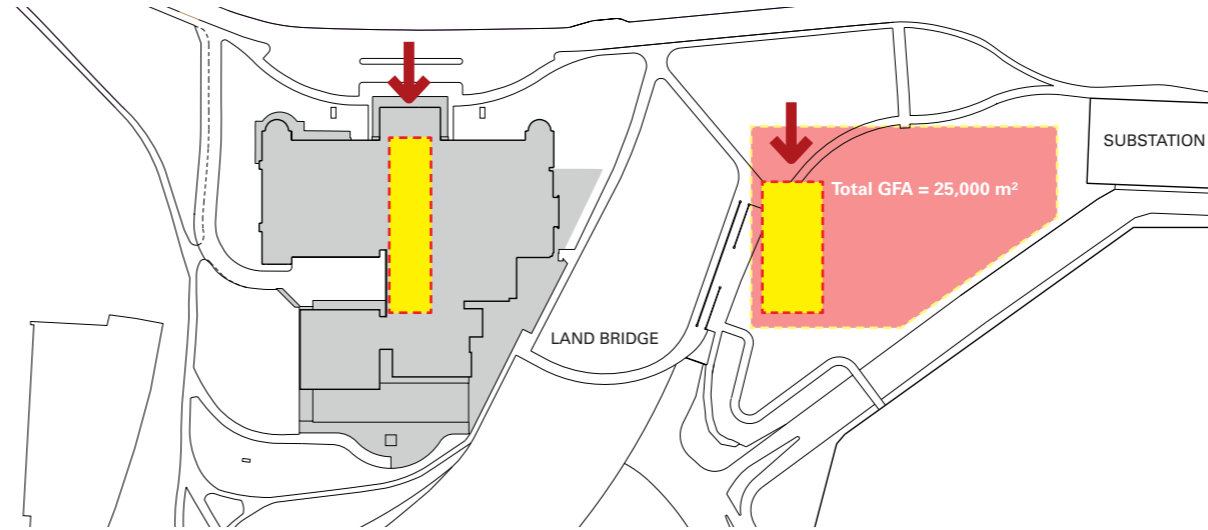 SUBSTATION
Total GFA = 25,000 m²
LAND BRIDGE